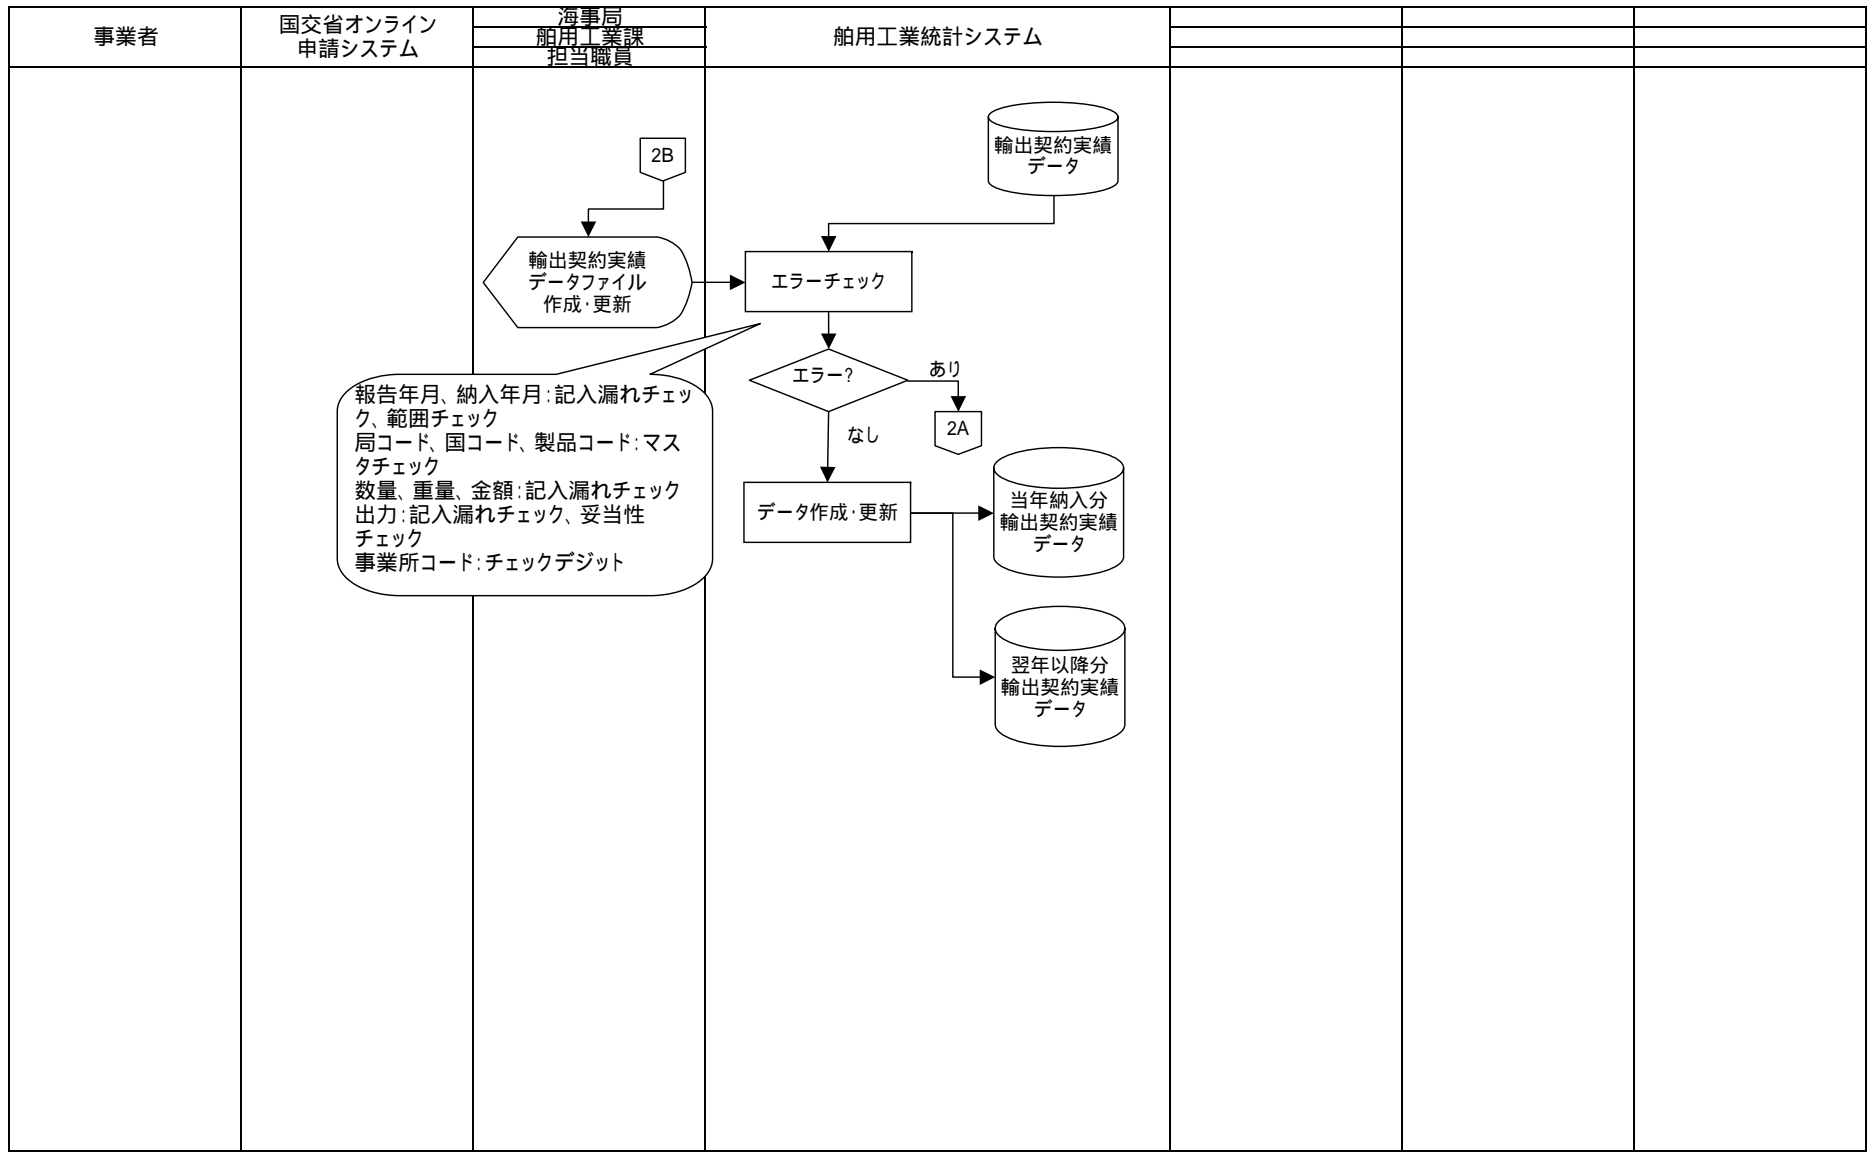 事業者
国交省オンライン
申請システム
海事局
舶用工業課
担当職員
舶用工業統計システム
輸出契約実績
データ
2B
輸出契約実績
データファイル
作成・更新
エラーチェック
エラー?
あり
2A
なし
報告年月、納入年月:記入漏れチェッ
ク、範囲チェック
局コード、国コード、製品コード:マス
タチェック
数量、重量、金額:記入漏れチェック
出力:記入漏れチェック、妥当性
チェック
事業所コード:チェックデジット
データ作成・更新
当年納入分
輸出契約実績
データ
翌年以降分
輸出契約実績
データ